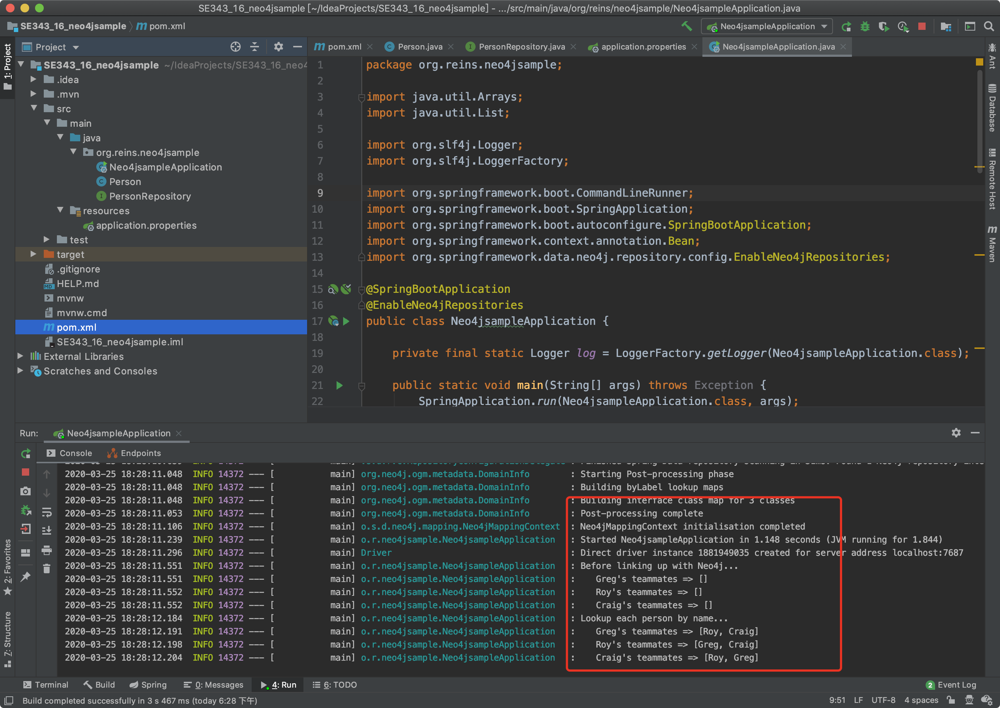 SE343_16_neo4jsample [~/IdeaProjects/SE343_16_neo4jsample] - .../src/main/java/org/reins/neo4jsample/Neo4jsampleApplication.java
SE343_16_neo4jsample
pom.xml
Neo4jsampleApplication
1: Project
Project
pom.xml
Person.java
PersonRepository.java
application.properties
Neo4jsampleApplication.java
SE343_16_neo4jsample ~/IdeaProjects/SE343_16_neo4
.idea
.mvn
src
main
java
org.reins.neo4jsample
Neo4jsampleApplication
Person
PersonRepository
resources
application.properties
test
target
.gitignore
HELP.md
mvnw
mvnw.cmd
pom.xml
SE343_16_neo4jsample.iml
External Libraries
Scratches and Consoles
1 package org.reins.neo4jsample;
2
3 import java.util.Arrays;
4 import java.util.List;
5
6 import org.slf4j.Logger;
7 import org.slf4j.LoggerFactory;
8
9 import org.springframework.boot.CommandLineRunner;
10 import org.springframework.boot.SpringApplication;
11 import org.springframework.boot.autoconfigure.SpringBootApplication;
12 import org.springframework.context.annotation.Bean;
13 import org.springframework.data.neo4j.repository.config.EnableNeo4jRepositories;
14
15 @SpringBootApplication
16 @EnableNeo4jRepositories
17 public class Neo4jsampleApplication {
18
19 private final static Logger log = LoggerFactory.getLogger(Neo4jsampleApplication.class);
20
21 public static void main(String[] args) throws Exception {
22 SpringApplication.run(Neo4jsampleApplication.class, args);
Ant
Database
Remote Host
Maven
Run: Neo4jsampleApplication
Console
Endpoints
2020-03-25 18:28:11.048 INFO 14372 --- [ main] org.neo4j.ogm.metadata.DomainInfo : Starting Post-processing phase
2020-03-25 18:28:11.048 INFO 14372 --- [ main] org.neo4j.ogm.metadata.DomainInfo : Building byLabel lookup maps
2020-03-25 18:28:11.048 INFO 14372 --- [ main] org.neo4j.ogm.metadata.DomainInfo : Building interface class map for 3 classes
2020-03-25 18:28:11.053 INFO 14372 --- [ main] org.neo4j.ogm.metadata.DomainInfo : Post-processing complete
2020-03-25 18:28:11.106 INFO 14372 --- [ main] o.s.d.neo4j.mapping.Neo4jMappingContext : Neo4jMappingContext initialisation completed
2020-03-25 18:28:11.239 INFO 14372 --- [ main] o.r.neo4jsample.Neo4jsampleApplication : Started Neo4jsampleApplication in 1.148 seconds (JVM running for 1.844)
2020-03-25 18:28:11.296 INFO 14372 --- [ main] Driver : Direct driver instance 1881949035 created for server address localhost:7687
2020-03-25 18:28:11.551 INFO 14372 --- [ main] o.r.neo4jsample.Neo4jsampleApplication : Before linking up with Neo4j...
2020-03-25 18:28:11.551 INFO 14372 --- [ main] o.r.neo4jsample.Neo4jsampleApplication : Greg's teammates => []
2020-03-25 18:28:11.552 INFO 14372 --- [ main] o.r.neo4jsample.Neo4jsampleApplication : Roy's teammates => []
2020-03-25 18:28:11.552 INFO 14372 --- [ main] o.r.neo4jsample.Neo4jsampleApplication : Craig's teammates => []
2020-03-25 18:28:12.184 INFO 14372 --- [ main] o.r.neo4jsample.Neo4jsampleApplication : Lookup each person by name...
2020-03-25 18:28:12.191 INFO 14372 --- [ main] o.r.neo4jsample.Neo4jsampleApplication : Greg's teammates => [Roy, Craig]
2020-03-25 18:28:12.198 INFO 14372 --- [ main] o.r.neo4jsample.Neo4jsampleApplication : Roy's teammates => [Greg, Craig]
2020-03-25 18:28:12.204 INFO 14372 --- [ main] o.r.neo4jsample.Neo4jsampleApplication : Craig's teammates => [Roy, Greg]
2: Favorites
Z: Structure
Terminal
Build
Spring
0: Messages
4: Run
6: TODO
2 Event Log
Build completed successfully in 3 s 467 ms (today 6:28 下午)
9:51 LF UTF-8 4 spaces